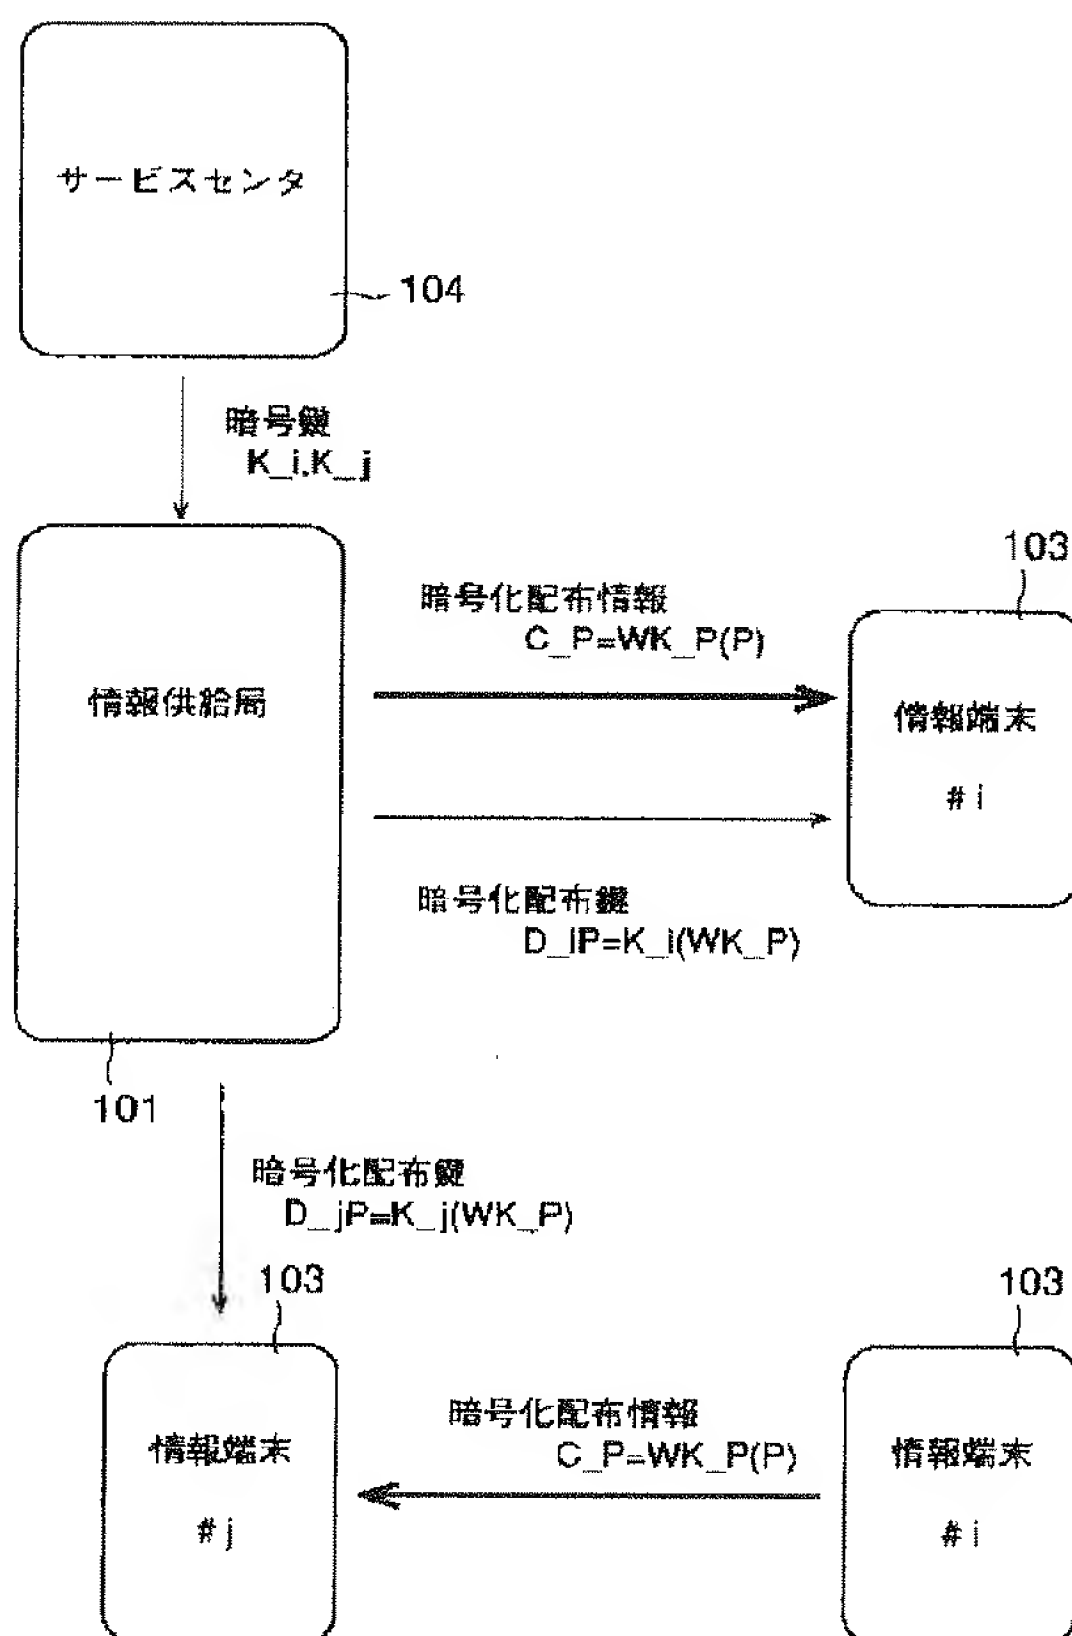 サービスセンタ
104
暗号鍵
K_i.K_j
103
暗号化配布情報
C_P=WK_P(P)
情報供給局
情報端末
#i
暗号化配布鍵
D_iP=K_i(WK_P)
101
暗号化配布鍵
D_jP=K_j(WK_P)
103
103
暗号化配布情報
C_P=WK_P(P)
情報端末
#j
情報端末
#i